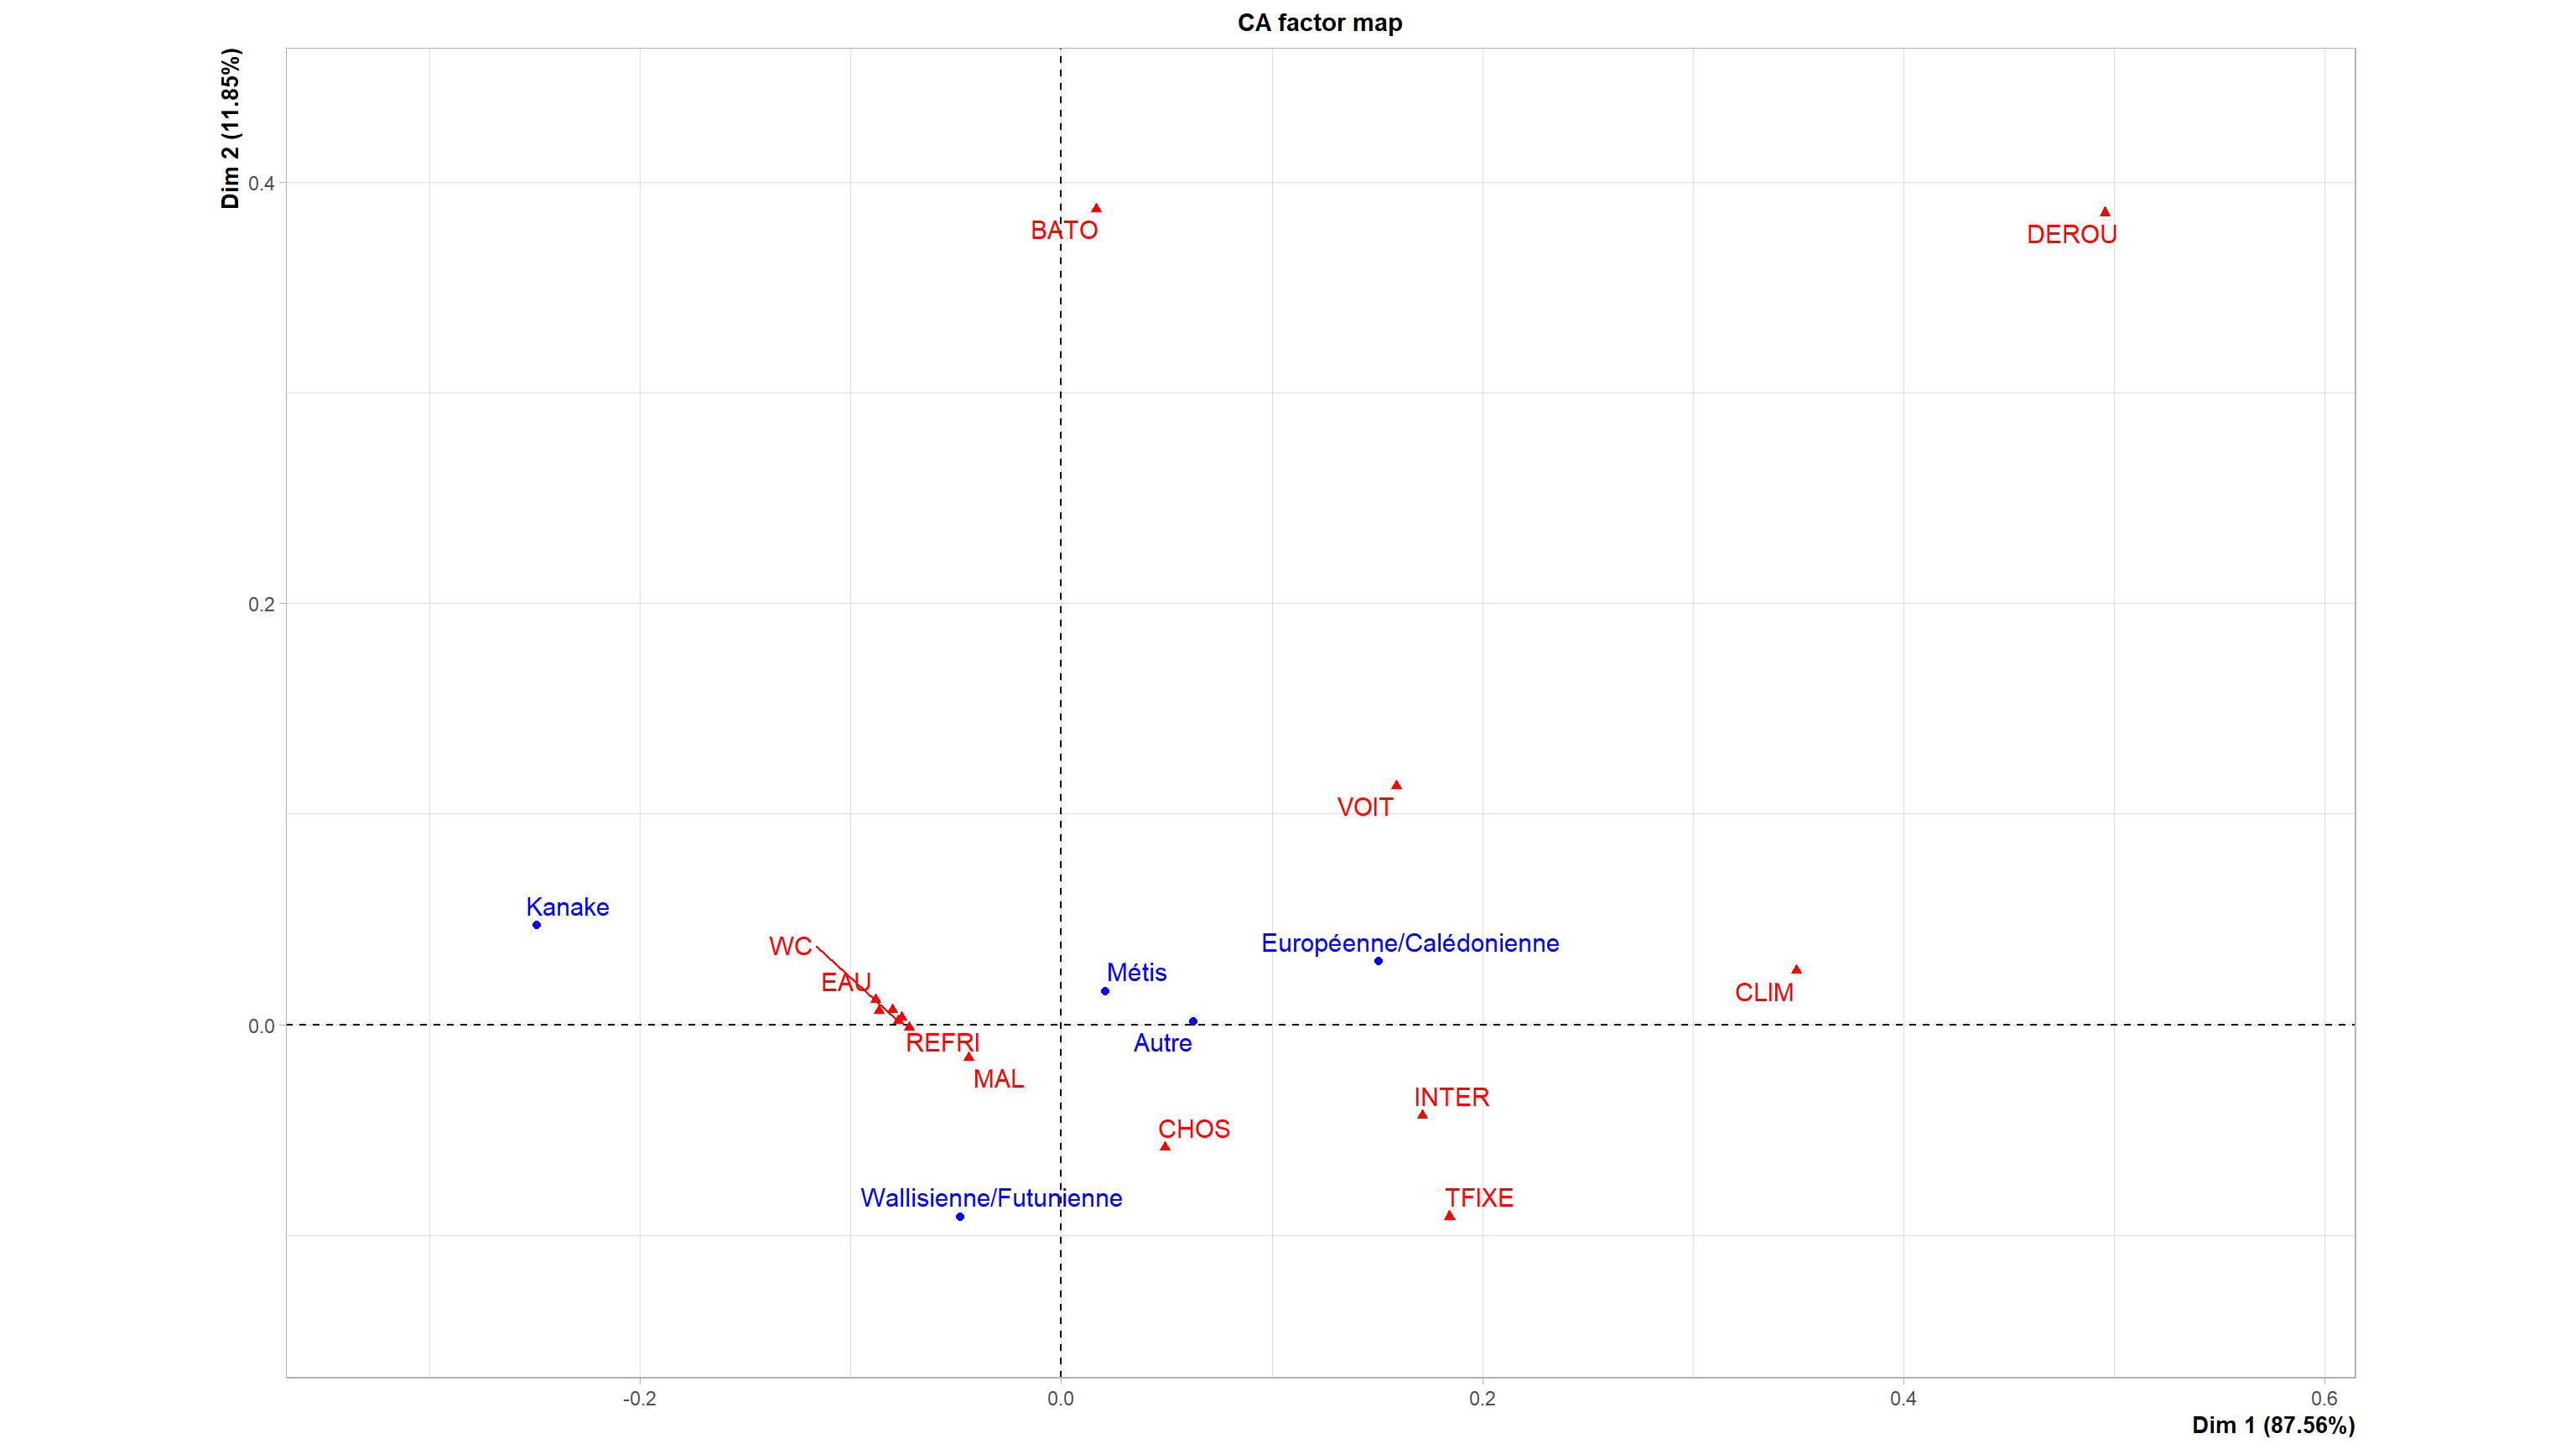 CA factor map
Dim 2 (11.85%)
0.4
BATO
DEROU
0.2
VOIT
Kanake
WC
Européenne/Calédonienne
Métis
EAU
CLIM
0.0
REFRI
Autre
MAL
INTER
CHOS
Wallisienne/Futunienne
TFIXE
-0.2
0.0
0.2
0.4
0.6
Dim 1 (87.56%)